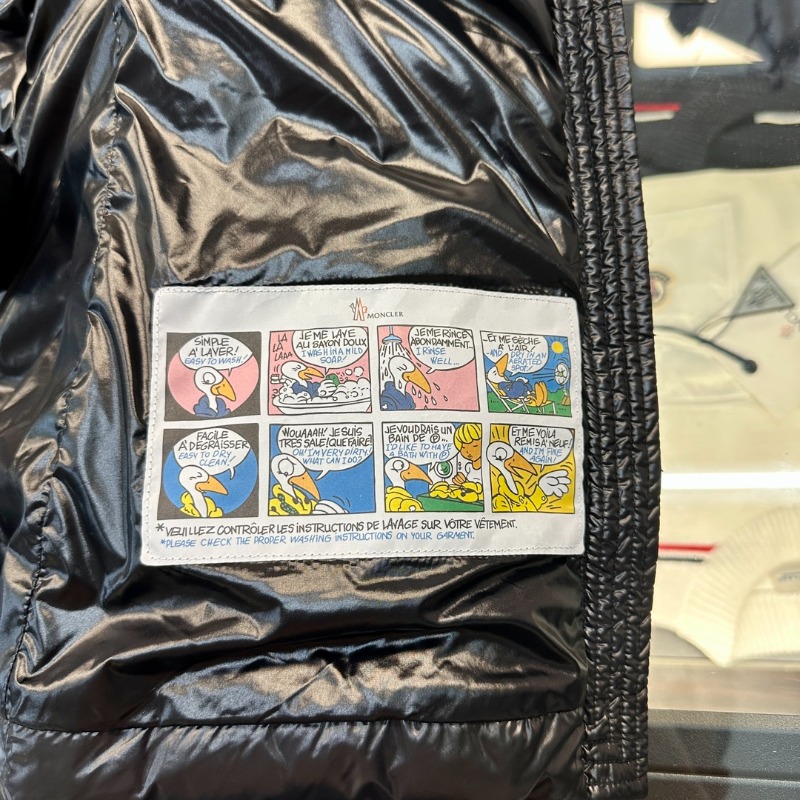 MONCLER
SIMPLE
À LAVER!
EASY TO WASH!
LA
LA
LAAA
JE ME LAVE
AU SAVON DOUX
I WASH IN A MILD
SOAP!
JE ME RINCE
ABONDAMMENT...
I RINSE
WELL...
...ET ME SÈCHE
À L'AIR!
...AND DRY IN AN
AERATED
SPOT!
FACILE
À DÉGRAISSER
EASY TO DRY
CLEAN!
WOUAAAH! JE SUIS
TRÈS SALE! QUE FAIRE!
OH! I'M VERY DIRTY!
WHAT CAN I DO?
JE VOUDRAIS UN
BAIN DE Ⓟ...
I'D LIKE TO HAVE
A BATH WITH Ⓟ
ET ME VOILÀ
REMIS À NEUF!
AND I'M FINE
AGAIN!
*VEUILLEZ CONTRÔLER LES INSTRUCTIONS DE LAVAGE SUR VÔTRE VÊTEMENT.
*PLEASE CHECK THE PROPER WASHING INSTRUCTIONS ON YOUR GARMENT.